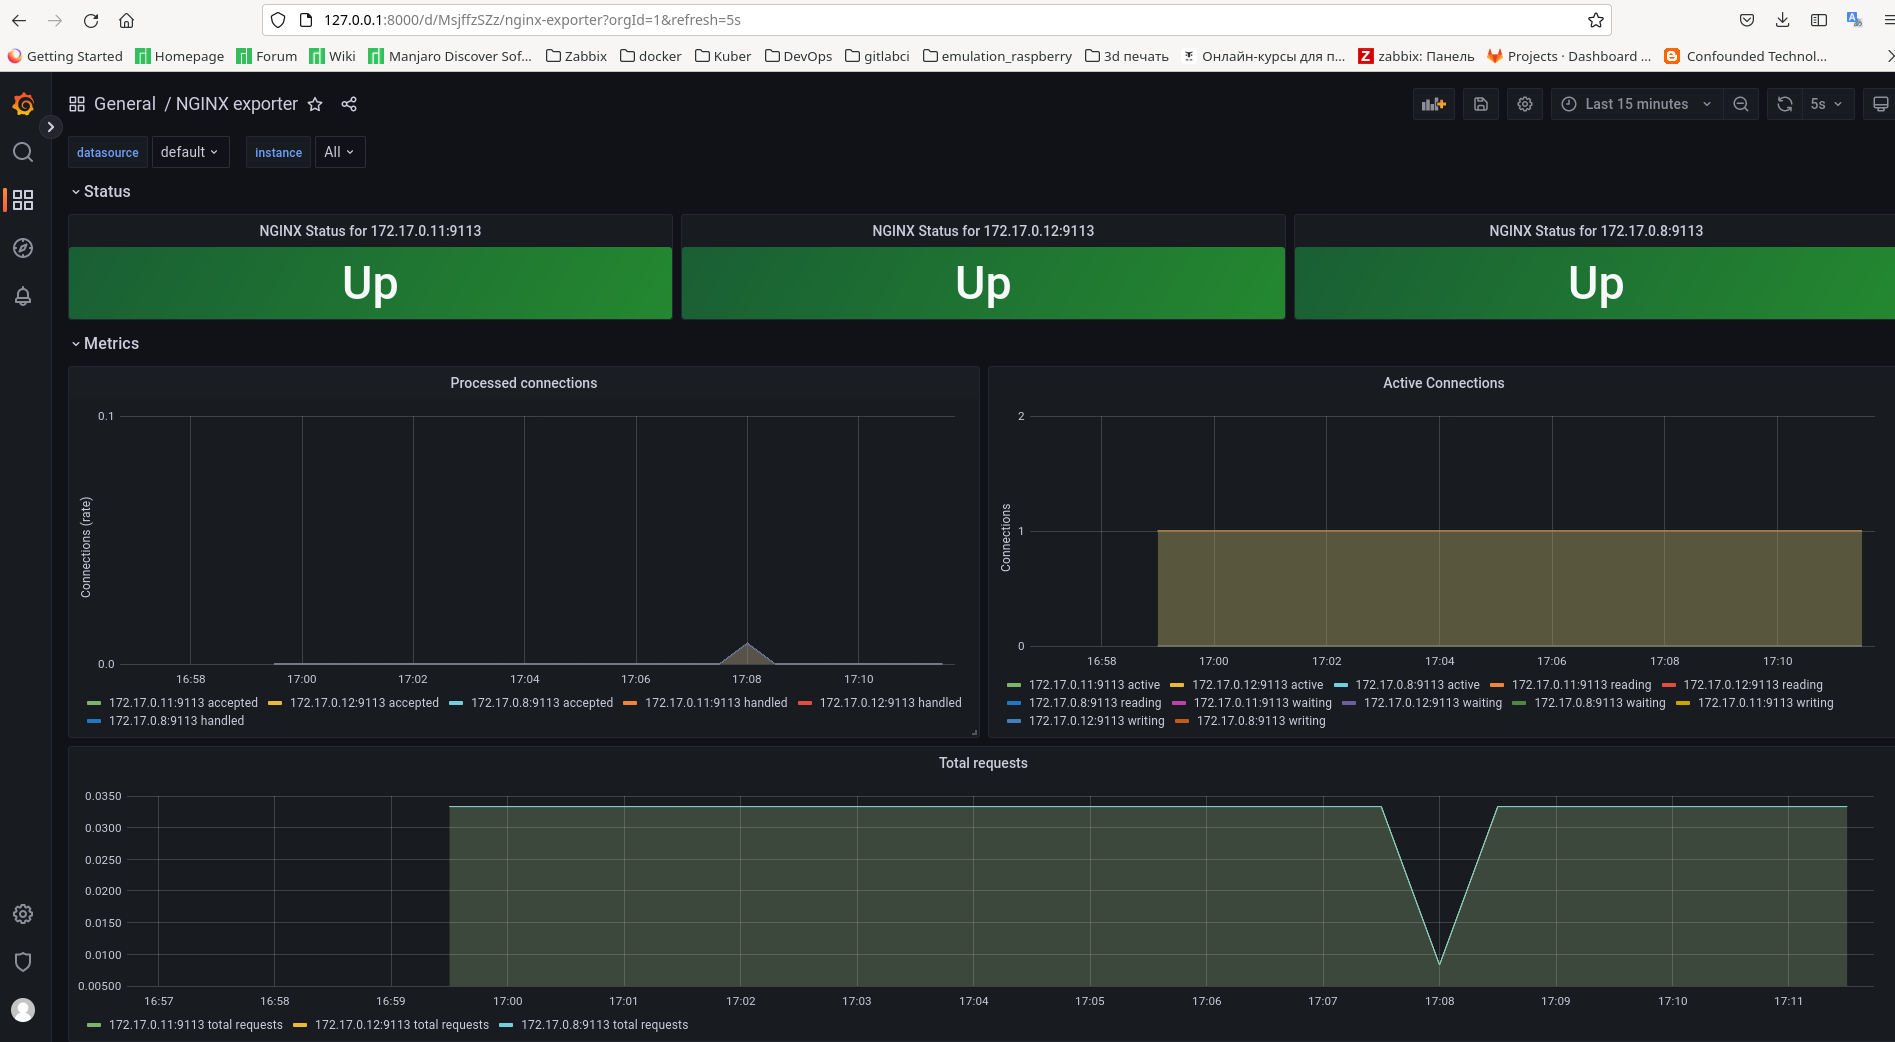 127.0.0.1:8000/d/MsjffzSZz/nginx-exporter?orgId=1&refresh=5s
Getting Started Homepage Forum Wiki Manjaro Discover Sof... Zabbix docker Kuber DevOps gitlabci emulation_raspberry 3d печать Онлайн-курсы для п... zabbix: Панель Projects · Dashboard ... Confounded Technol...
General / NGINX exporter Last 15 minutes 5s
datasource default instance All
Status
NGINX Status for 172.17.0.11:9113 NGINX Status for 172.17.0.12:9113 NGINX Status for 172.17.0.8:9113
Up Up Up
Metrics
Processed connections
0.1
Connections (rate)
0.0
16:58 17:00 17:02 17:04 17:06 17:08 17:10
172.17.0.11:9113 accepted 172.17.0.12:9113 accepted 172.17.0.8:9113 accepted 172.17.0.11:9113 handled 172.17.0.12:9113 handled
172.17.0.8:9113 handled
Active Connections
2
Connections
1
0
16:58 17:00 17:02 17:04 17:06 17:08 17:10
172.17.0.11:9113 active 172.17.0.12:9113 active 172.17.0.8:9113 active 172.17.0.11:9113 reading 172.17.0.12:9113 reading
172.17.0.8:9113 reading 172.17.0.11:9113 waiting 172.17.0.12:9113 waiting 172.17.0.8:9113 waiting 172.17.0.11:9113 writing
172.17.0.12:9113 writing 172.17.0.8:9113 writing
Total requests
0.0350
0.0300
0.0250
0.0200
0.0150
0.0100
0.00500
16:57 16:58 16:59 17:00 17:01 17:02 17:03 17:04 17:05 17:06 17:07 17:08 17:09 17:10 17:11
172.17.0.11:9113 total requests 172.17.0.12:9113 total requests 172.17.0.8:9113 total requests